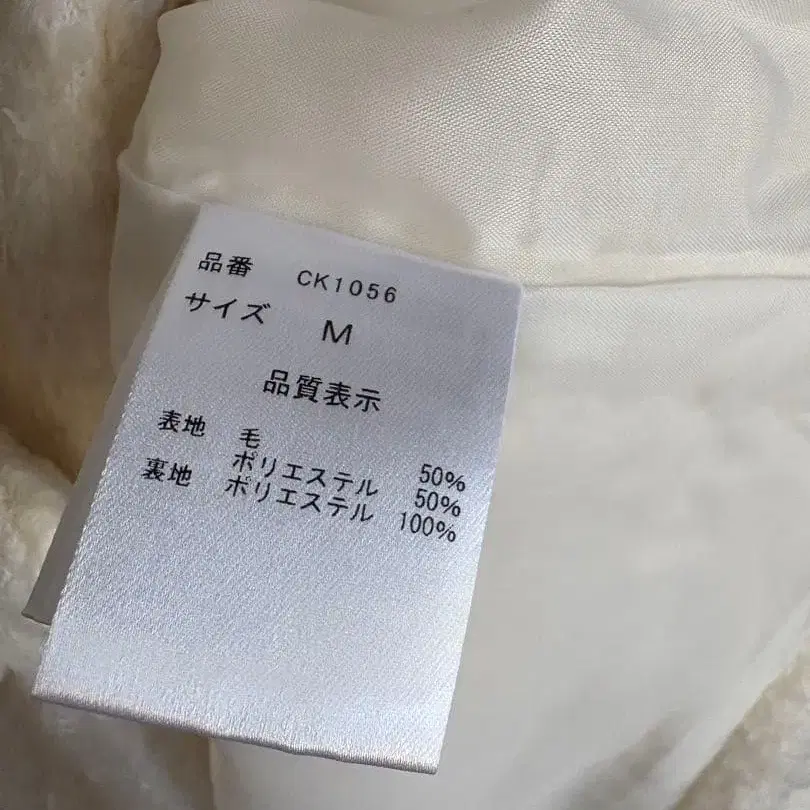 品番 CK1056
サイズ M
品質表示
表地 毛 50%
ポリエステル 50%
裏地 ポリエステル 100%